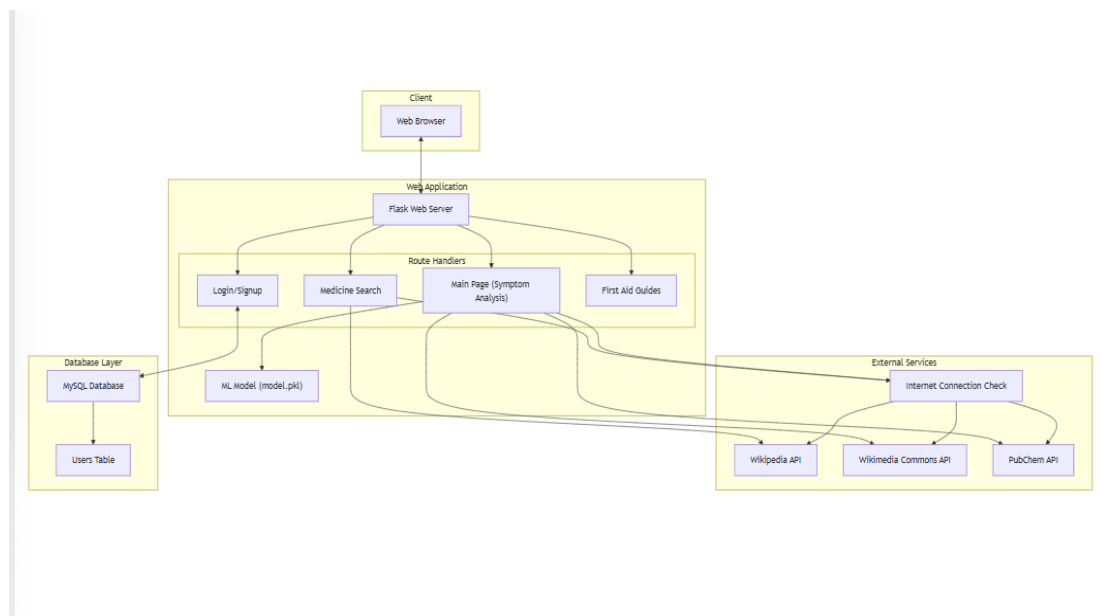 Client
Web Browser
Web Application
Flask Web Server
Route Handlers
Login/Signup
Medicine Search
Main Page (Symptom
Analysis)
First Aid Guides
Database Layer
MySQL Database
Users Table
ML Model (model.pkl)
External Services
Internet Connection Check
Wikipedia API
Wikimedia Commons API
PubChem API